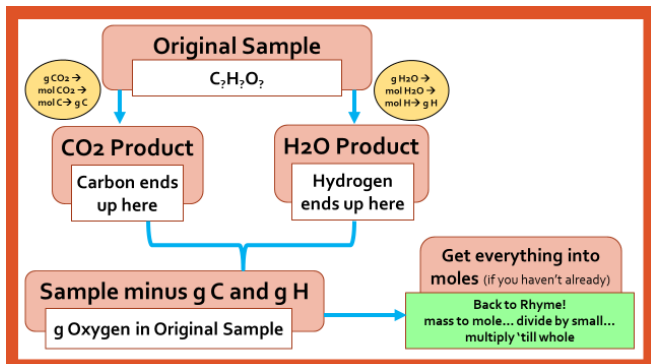 Original Sample
C?H?O?
g CO2 →
mol CO2 →
mol C→ g C
g H2O →
mol H2O →
mol H→ g H
CO2 Product
Carbon ends
up here
H2O Product
Hydrogen
ends up here
Sample minus g C and g H
g Oxygen in Original Sample
Get everything into
moles (if you haven't already)
Back to Rhyme!
mass to mole... divide by small...
multiply 'till whole